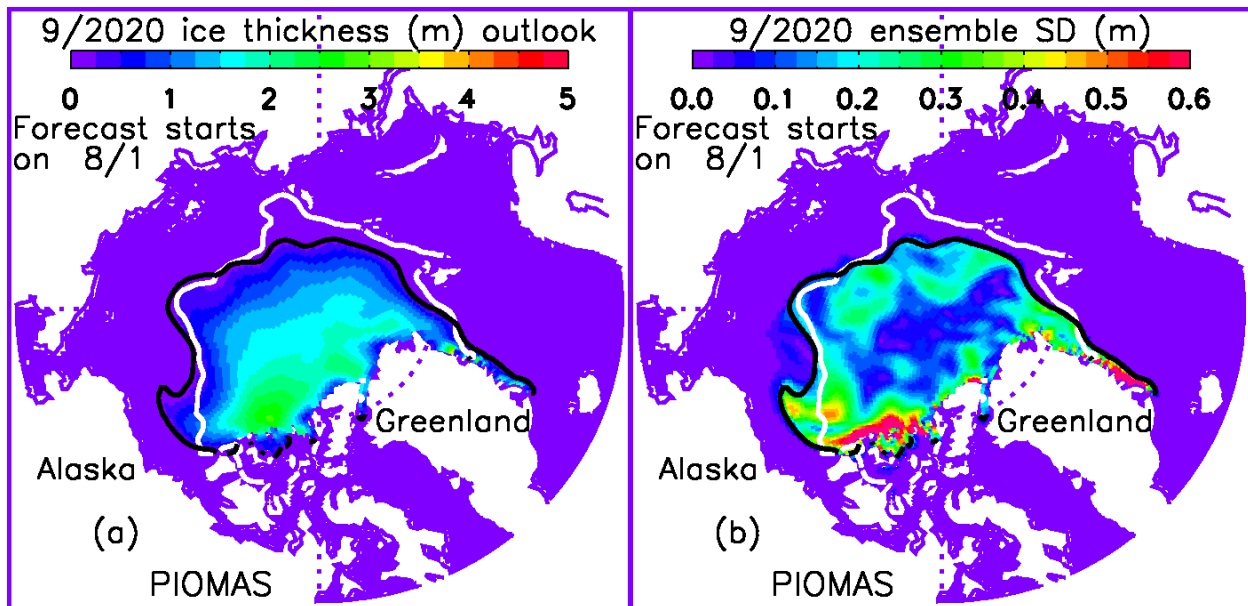 9/2020 ice thickness (m) outlook
0 1 2 3 4 5
Forecast starts
on 8/1
Greenland
Alaska
(a)
PIOMAS
9/2020 ensemble SD (m)
0.0 0.1 0.2 0.3 0.4 0.5 0.6
Forecast starts
on 8/1
Greenland
Alaska
(b)
PIOMAS